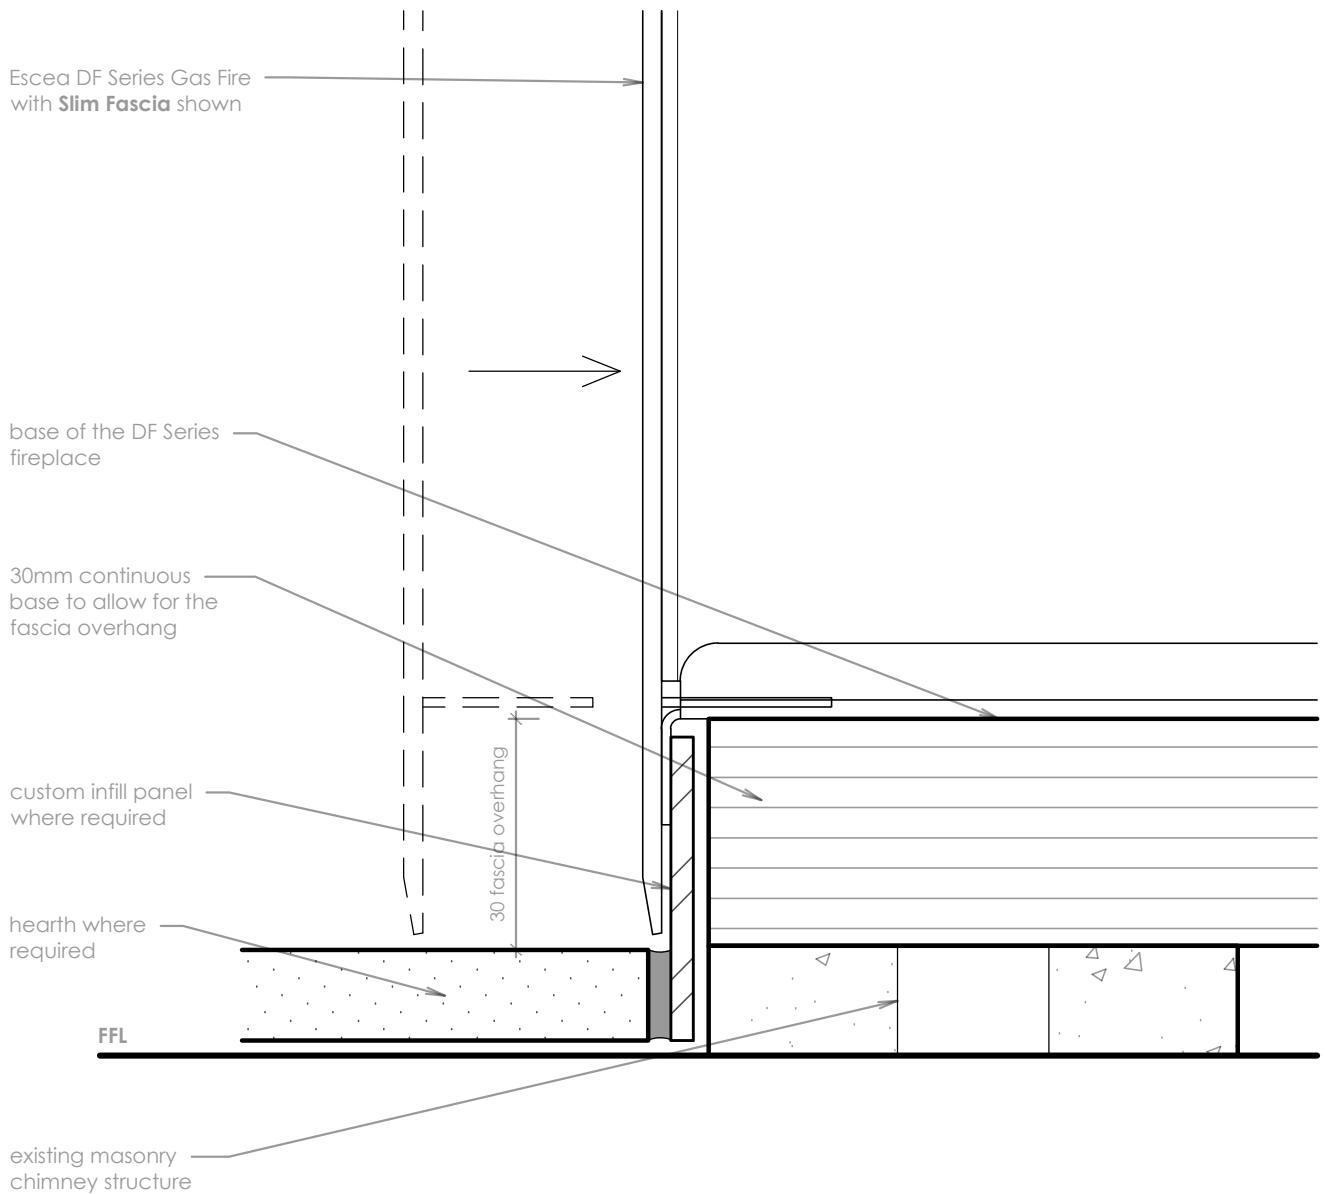 Escea DF Series Gas Fire
with Slim Fascia shown
base of the DF Series
fireplace
30mm continuous
base to allow for the
fascia overhang
30 fascia overhang
custom infill panel
where required
hearth where
required
FFL
existing masonry
chimney structure